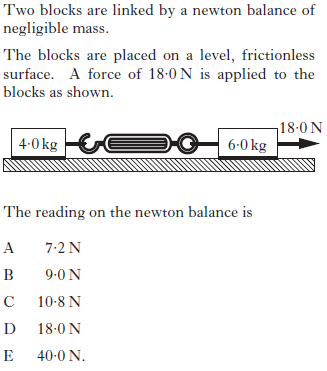 Two blocks are linked by a newton balance of
negligible mass.
The blocks are placed on a level, frictionless
surface. A force of 18·0 N is applied to the
blocks as shown.
18·0 N
4·0 kg 6·0 kg
The reading on the newton balance is
A 7·2 N
B 9·0 N
C 10·8 N
D 18·0 N
E 40·0 N.